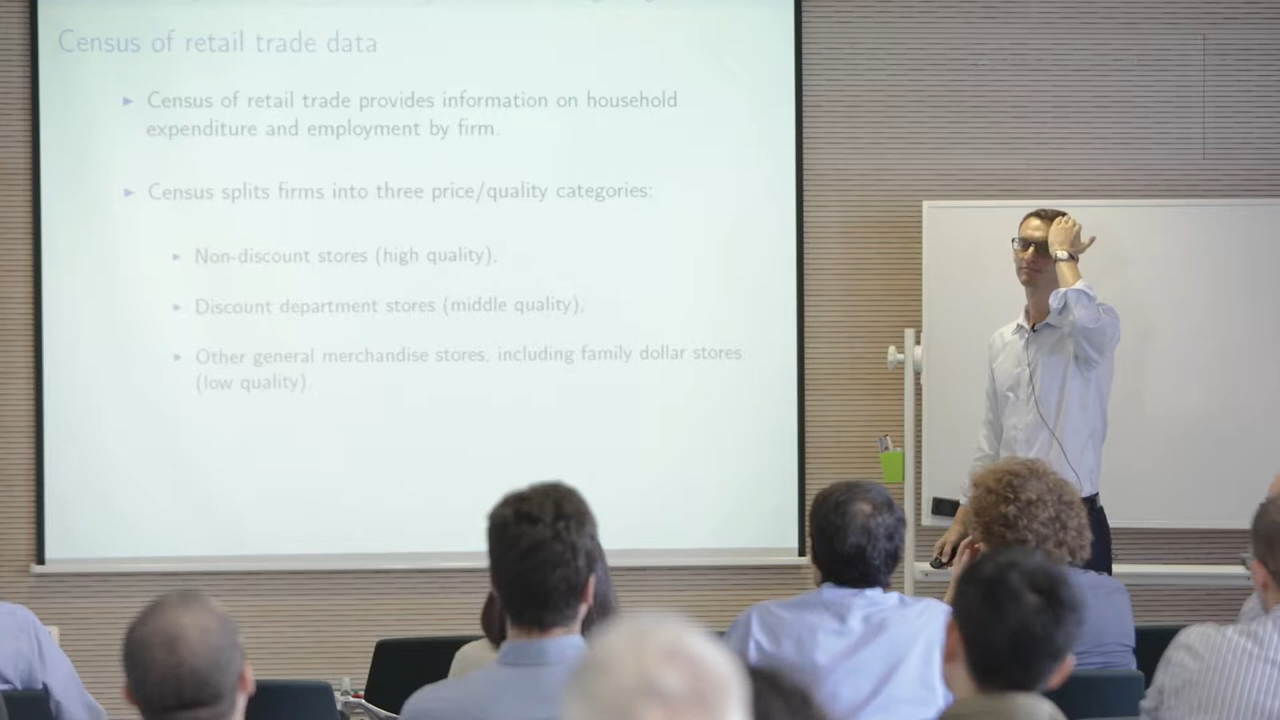 Census of retail trade data
▸ Census of retail trade provides information on household
expenditure and employment by firm.
▸ Census splits firms into three price/quality categories:
▸ Non-discount stores (high quality),
▸ Discount department stores (middle quality),
▸ Other general merchandise stores, including family dollar stores
(low quality).